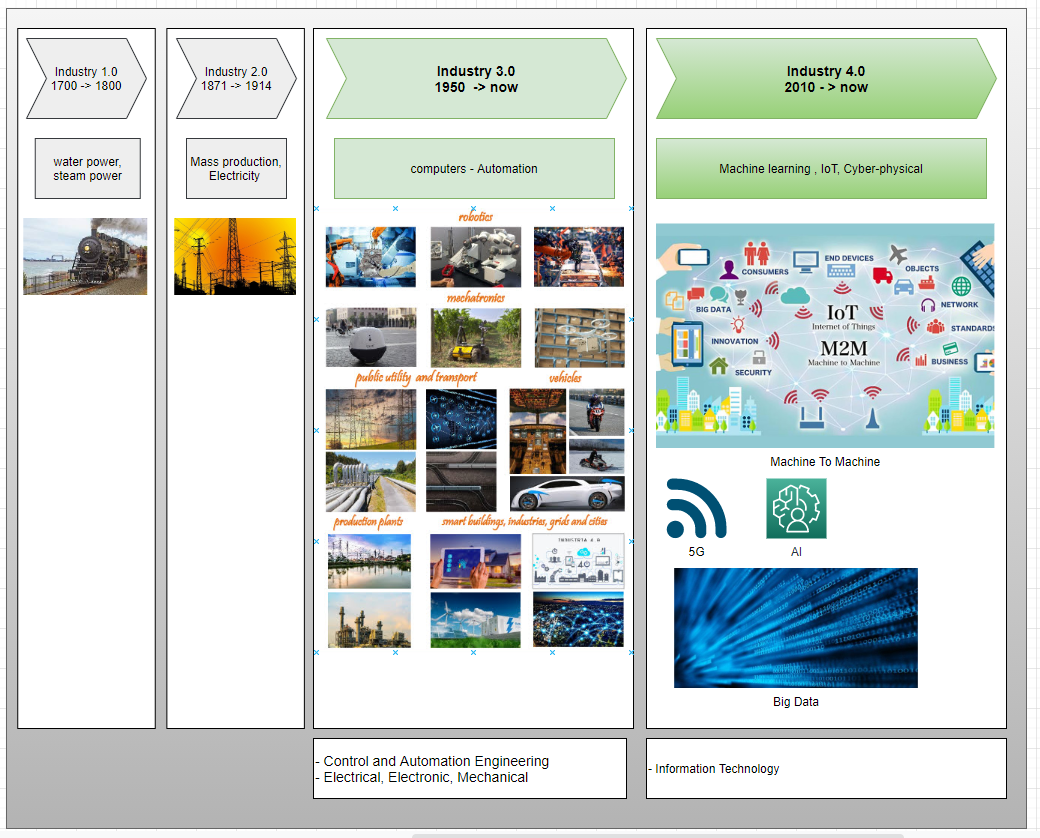 Industry 1.0
1700 -> 1800
water power,
steam power
Industry 2.0
1871 -> 1914
Mass production,
Electricity
Industry 3.0
1950  -> now
computers - Automation
robotics
mechatronics
public utility and transport
vehicles
production plants
smart buildings, industries, grids and cities
INDUSTRIA 4.0
- Control and Automation Engineering
- Electrical, Electronic, Mechanical
Industry 4.0
2010 - > now
Machine learning , IoT, Cyber-physical
CONSUMERS
END DEVICES
OBJECTS
BIG DATA
IoT
Internet of Things
NETWORK
INNOVATION
M2M
Machine to Machine
STANDARDS
BUSINESS
SECURITY
Machine To Machine
5G
AI
Big Data
- Information Technology